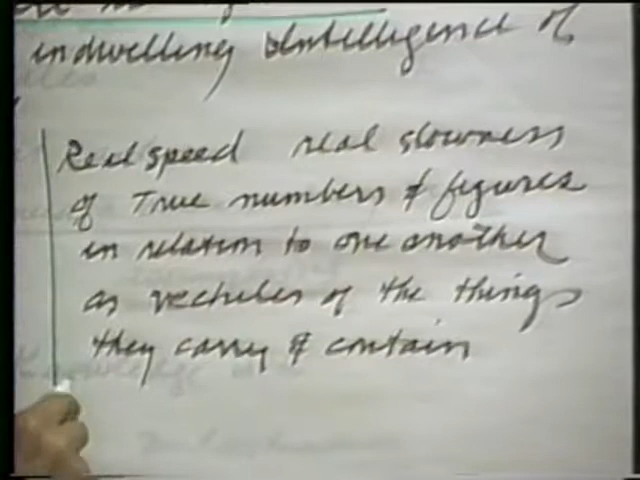 indwelling Intelligence of
Real speed real slowness
of True numbers & figures
in relation to one another
as vechiles of the things
they carry & contain